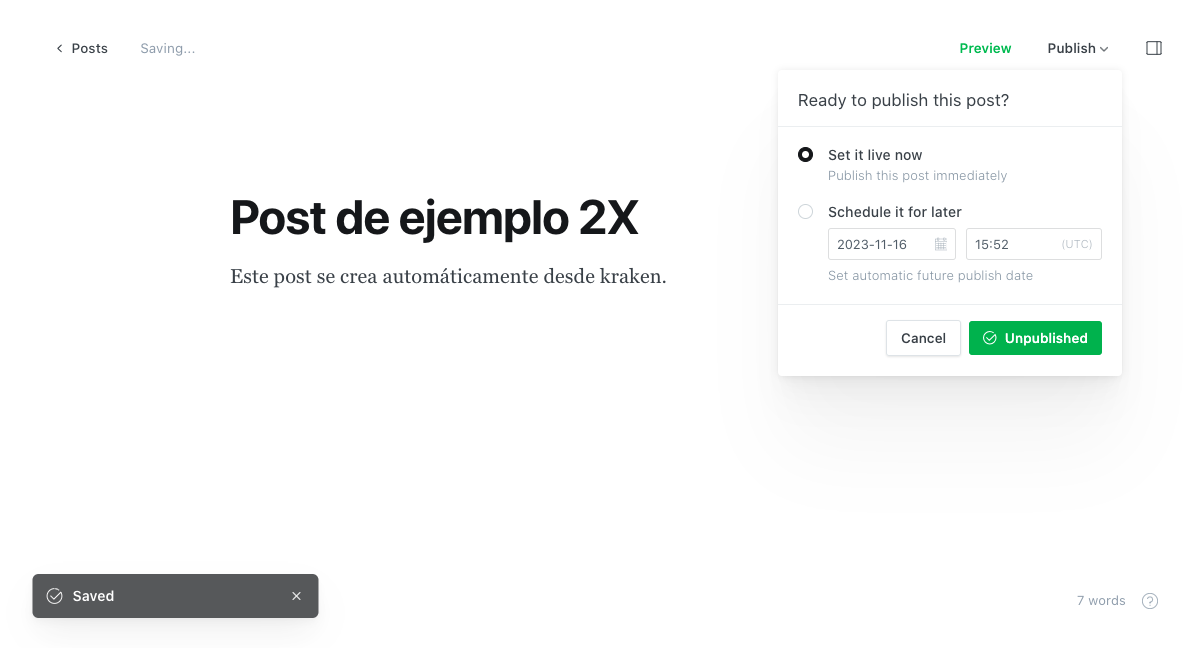 Posts
Saving...
Preview
Publish
Ready to publish this post?
Set it live now
Publish this post immediately
Schedule it for later
2023-11-16
15:52
(UTC)
Set automatic future publish date
Cancel
Unpublished
Post de ejemplo 2X
Este post se crea automáticamente desde kraken.
Saved
7 words
?